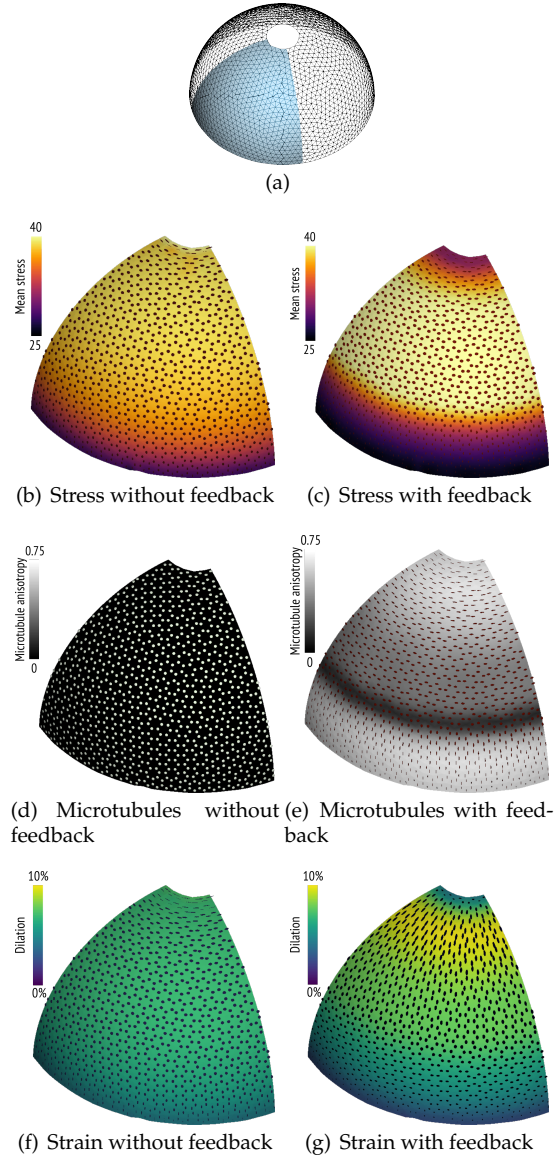 (a)
40
Mean stress
25
40
Mean stress
25
(b) Stress without feedback
(c) Stress with feedback
0.75
Microtubule anisotropy
0
0.75
Microtubule anisotropy
0
(d) Microtubules without
feedback
(e) Microtubules with feed-
back
10%
Dilation
0%
10%
Dilation
0%
(f) Strain without feedback
(g) Strain with feedback